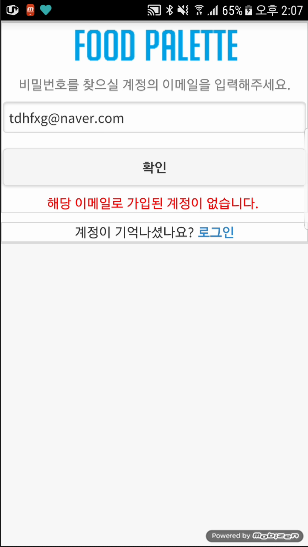 65% 오후 2:07
FOOD PALETTE
비밀번호를 찾으실 계정의 이메일을 입력해주세요.
tdhfxg@naver.com
확인
해당 이메일로 가입된 계정이 없습니다.
계정이 기억나셨나요? 로그인
Powered by Mobizen